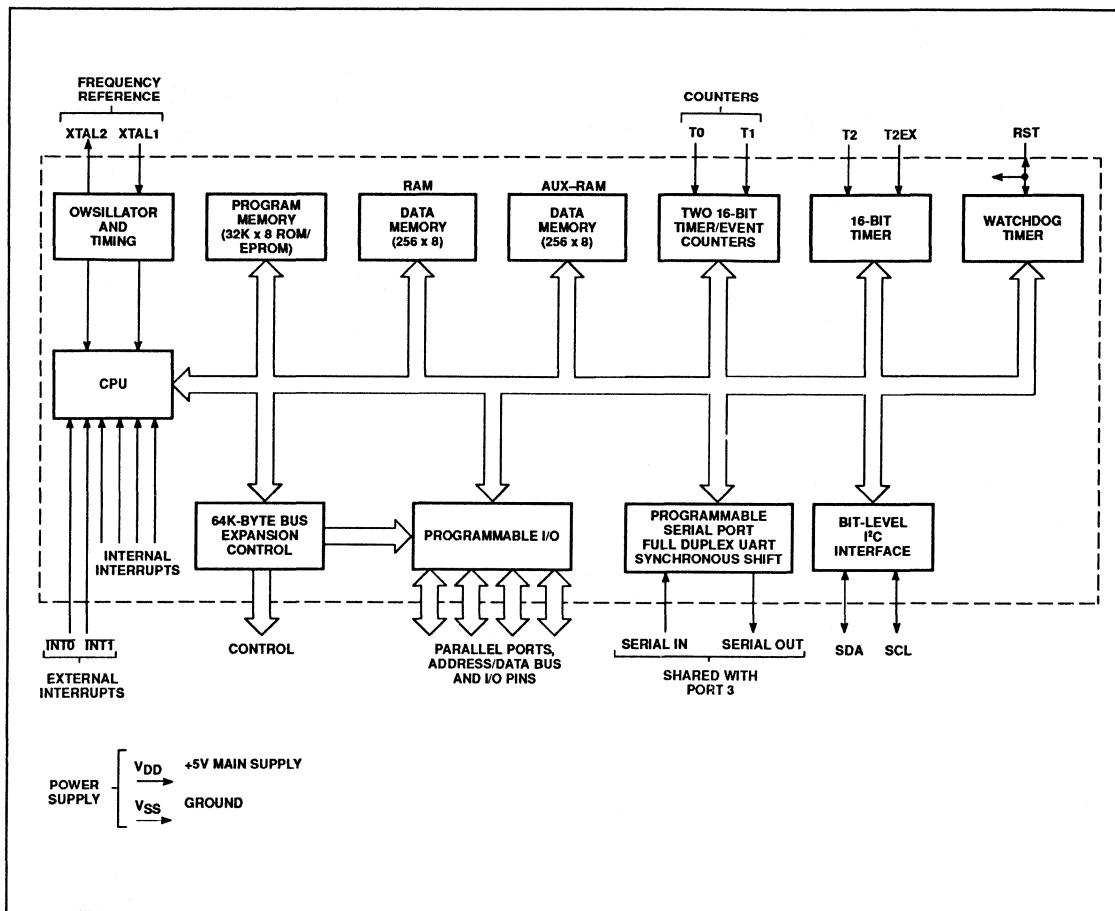 FREQUENCY
REFERENCE
XTAL2 XTAL1
COUNTERS
T0 T1
T2 T2EX
RST
OWSILLATOR
AND
TIMING
PROGRAM
MEMORY
(32K x 8 ROM/
EPROM)
RAM
DATA
MEMORY
(256 x 8)
AUX–RAM
DATA
MEMORY
(256 x 8)
TWO 16-BIT
TIMER/EVENT
COUNTERS
16-BIT
TIMER
WATCHDOG
TIMER
CPU
64K-BYTE BUS
EXPANSION
CONTROL
PROGRAMMABLE I/O
PROGRAMMABLE
SERIAL PORT
FULL DUPLEX UART
SYNCHRONOUS SHIFT
BIT-LEVEL
I²C
INTERFACE
INTERNAL
INTERRUPTS
INT0 INT1
EXTERNAL
INTERRUPTS
CONTROL
PARALLEL PORTS,
ADDRESS/DATA BUS
AND I/O PINS
SERIAL IN SERIAL OUT
SHARED WITH
PORT 3
SDA SCL
POWER
SUPPLY
VDD +5V MAIN SUPPLY
VSS GROUND